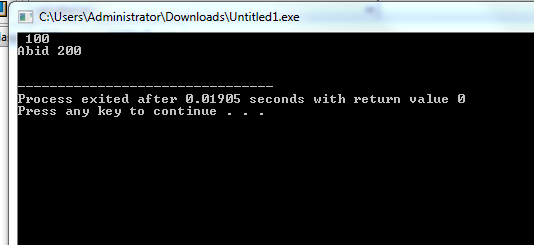 C:\Users\Administrator\Downloads\Untitled1.exe
100
Abid 200
--------------------------------
Process exited after 0.01905 seconds with return value 0
Press any key to continue . . .